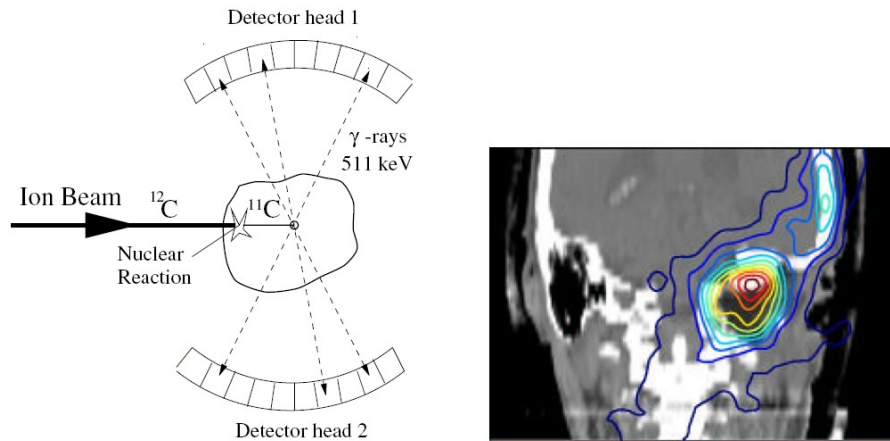 Detector head 1
γ -rays
511 keV
Ion Beam
¹²C
¹¹C
Nuclear
Reaction
Detector head 2